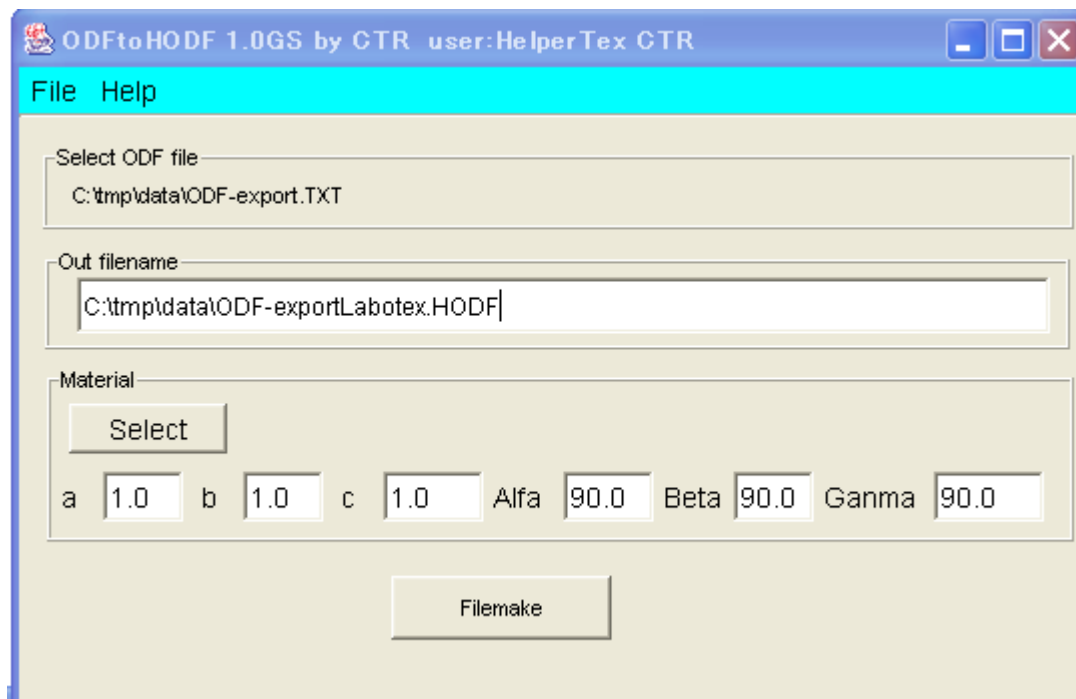 ODFtoHODF 1.0GS by CTR user:HelperTex CTR
File Help
Select ODF file
C:\tmp\data\ODF-export.TXT
Out filename
C:\tmp\data\ODF-exportLabotex.HODF
Material
Select
a 1.0 b 1.0 c 1.0 Alfa 90.0 Beta 90.0 Ganma 90.0
Filemake